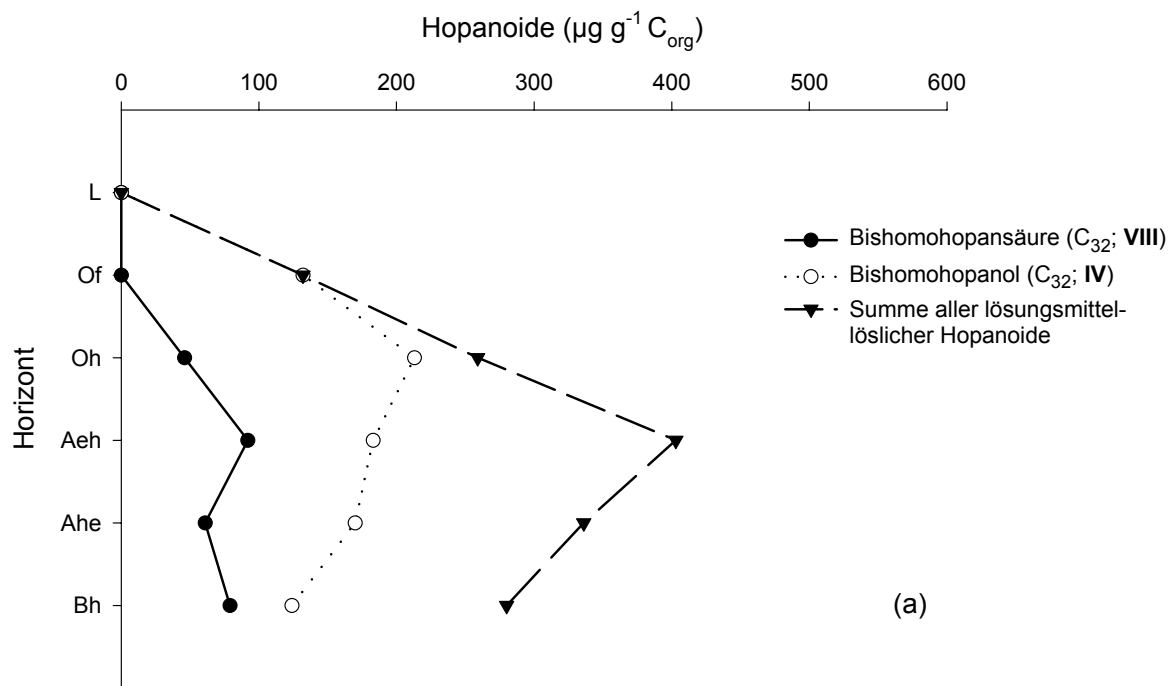 Hopanoide (µg g⁻¹ C_org)
0 100 200 300 400 500 600
Horizont
L
Of
Oh
Aeh
Ahe
Bh
Bishomohopansäure (C₃₂; VIII)
Bishomohopanol (C₃₂; IV)
Summe aller lösungsmittel-
löslicher Hopanoide
(a)